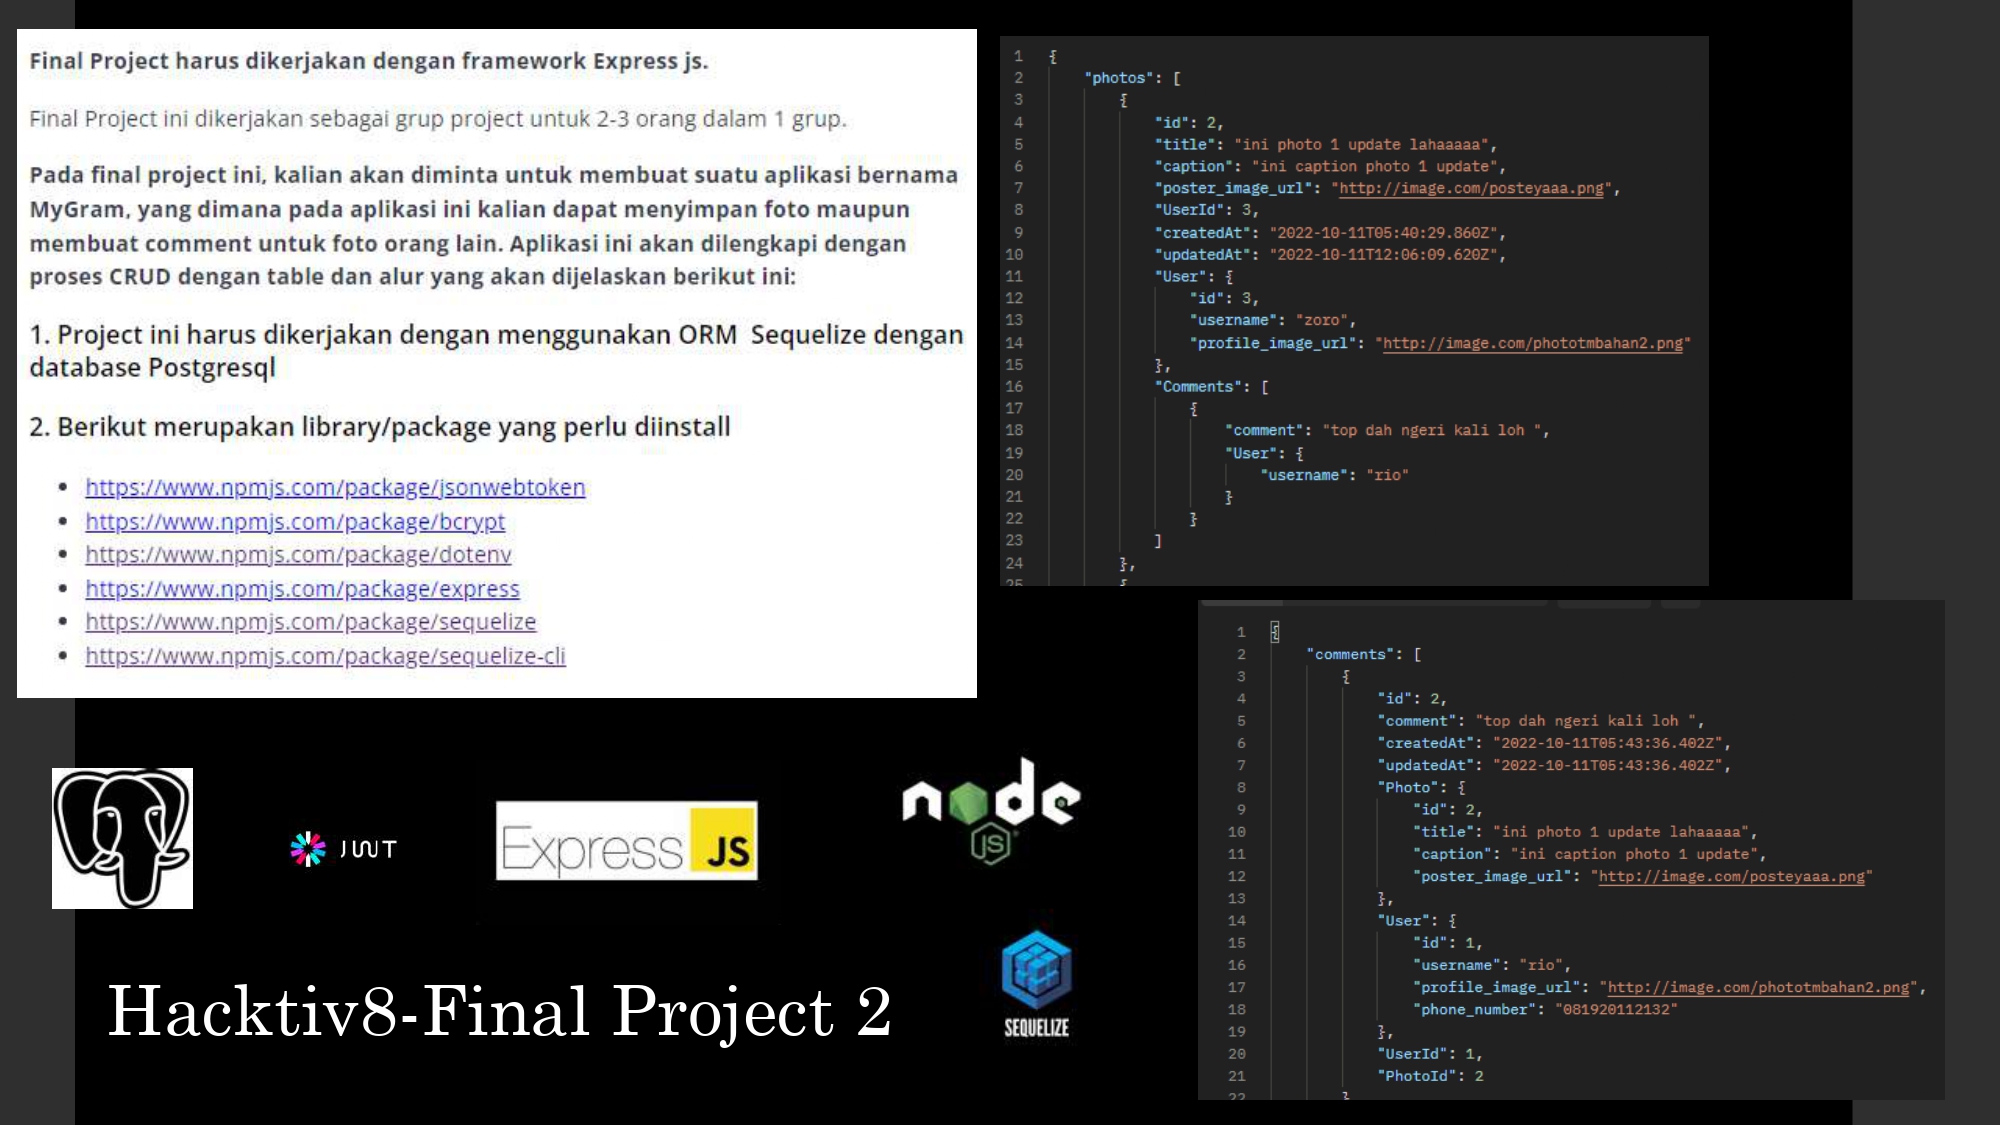 Final Project harus dikerjakan dengan framework Express js.
Final Project ini dikerjakan sebagai grup project untuk 2-3 orang dalam 1 grup.
Pada final project ini, kalian akan diminta untuk membuat suatu aplikasi bernama
MyGram, yang dimana pada aplikasi ini kalian dapat menyimpan foto maupun
membuat comment untuk foto orang lain. Aplikasi ini akan dilengkapi dengan
proses CRUD dengan table dan alur yang akan dijelaskan berikut ini:
1. Project ini harus dikerjakan dengan menggunakan ORM  Sequelize dengan
database Postgresql
2. Berikut merupakan library/package yang perlu diinstall
• https://www.npmjs.com/package/jsonwebtoken
• https://www.npmjs.com/package/bcrypt
• https://www.npmjs.com/package/dotenv
• https://www.npmjs.com/package/express
• https://www.npmjs.com/package/sequelize
• https://www.npmjs.com/package/sequelize-cli
1 {
2 "photos": [
3 {
4 "id": 2,
5 "title": "ini photo 1 update lahaaaaa",
6 "caption": "ini caption photo 1 update",
7 "poster_image_url": "http://image.com/posteyaaa.png",
8 "UserId": 3,
9 "createdAt": "2022-10-11T05:40:29.860Z",
10 "updatedAt": "2022-10-11T12:06:09.620Z",
11 "User": {
12 "id": 3,
13 "username": "zoro",
14 "profile_image_url": "http://image.com/phototmbahan2.png"
15 },
16 "Comments": [
17 {
18 "comment": "top dah ngeri kali loh ",
19 "User": {
20 "username": "rio"
21 }
22 }
23 ]
24 },
25 {
1 {
2 "comments": [
3 {
4 "id": 2,
5 "comment": "top dah ngeri kali loh ",
6 "createdAt": "2022-10-11T05:43:36.402Z",
7 "updatedAt": "2022-10-11T05:43:36.402Z",
8 "Photo": {
9 "id": 2,
10 "title": "ini photo 1 update lahaaaaa",
11 "caption": "ini caption photo 1 update",
12 "poster_image_url": "http://image.com/posteyaaa.png"
13 },
14 "User": {
15 "id": 1,
16 "username": "rio",
17 "profile_image_url": "http://image.com/phototmbahan2.png",
18 "phone_number": "081920112132"
19 },
20 "UserId": 1,
21 "PhotoId": 2
22 }
JWT
Express JS
node
JS
SEQUELIZE
Hacktiv8-Final Project 2